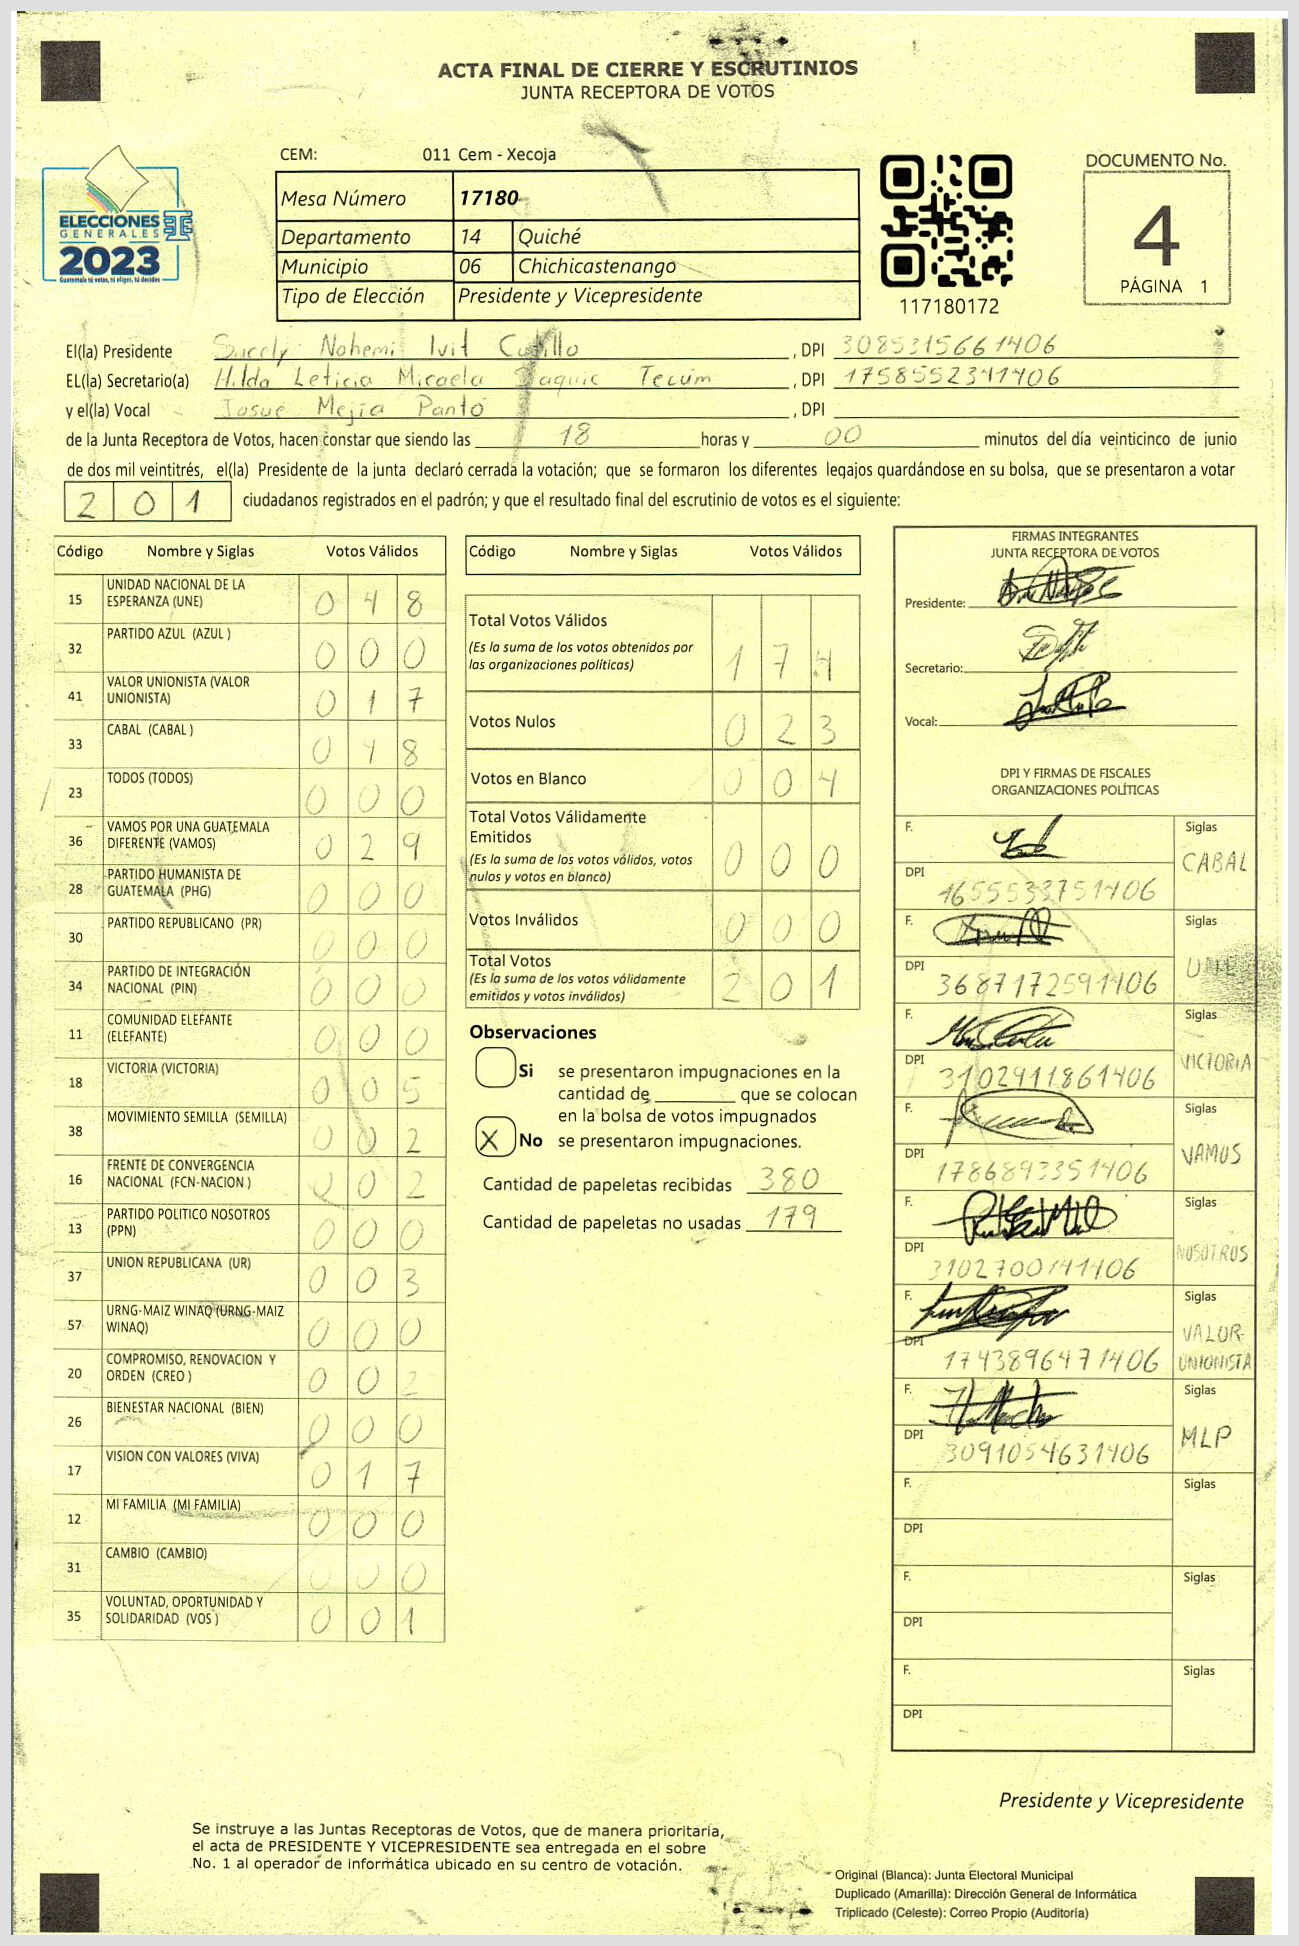 ACTA FINAL DE CIERRE Y ESCRUTINIOS
JUNTA RECEPTORA DE VOTOS
CEM: 011 Cem - Xecoja
Mesa Número 17180
Departamento 14 Quiché
Municipio 06 Chichicastenango
Tipo de Elección Presidente y Vicepresidente
ELECCIONES
GENERALES
2023
Guatemala tú votas, tú eliges, tú decides
117180172
DOCUMENTO No.
4
PÁGINA 1
El(la) Presidente Sucely Nohemi Ivit , DPI 3085315661406
EL(la) Secretario(a) Hilda Leticia Micaela Tecúm , DPI 1758552341406
y el(la) Vocal Josue Mejia Panto , DPI
de la Junta Receptora de Votos, hacen constar que siendo las 18 horas y 00 minutos del día veinticinco de junio
de dos mil veintitrés, el(la) Presidente de la junta declaró cerrada la votación; que se formaron los diferentes legajos quardándose en su bolsa, que se presentaron a votar
201 ciudadanos registrados en el padrón; y que el resultado final del escrutinio de votos es el siguiente:
Código Nombre y Siglas Votos Válidos
15 UNIDAD NACIONAL DE LA ESPERANZA (UNE) 0 4 8
32 PARTIDO AZUL (AZUL ) 0 0 0
41 VALOR UNIONISTA (VALOR UNIONISTA) 0 1 7
33 CABAL (CABAL ) 0 4 8
23 TODOS (TODOS) 0 0 0
36 VAMOS POR UNA GUATEMALA DIFERENTE (VAMOS) 0 2 9
28 PARTIDO HUMANISTA DE GUATEMALA (PHG) 0 0 0
30 PARTIDO REPUBLICANO (PR) 0 0 0
34 PARTIDO DE INTEGRACIÓN NACIONAL (PIN) 0 0 0
11 COMUNIDAD ELEFANTE (ELEFANTE) 0 0 0
18 VICTORIA (VICTORIA) 0 0 5
38 MOVIMIENTO SEMILLA (SEMILLA) 0 0 2
16 FRENTE DE CONVERGENCIA NACIONAL (FCN-NACION ) 0 0 2
13 PARTIDO POLITICO NOSOTROS (PPN) 0 0 0
37 UNION REPUBLICANA (UR) 0 0 3
57 URNG-MAIZ WINAQ (URNG-MAIZ WINAQ) 0 0 0
20 COMPROMISO, RENOVACION Y ORDEN (CREO ) 0 0 2
26 BIENESTAR NACIONAL (BIEN) 0 0 0
17 VISION CON VALORES (VIVA) 0 1 7
12 MI FAMILIA (MI FAMILIA) 0 0 0
31 CAMBIO (CAMBIO) 0 0 0
35 VOLUNTAD, OPORTUNIDAD Y SOLIDARIDAD (VOS ) 0 0 1
Código Nombre y Siglas Votos Válidos
Total Votos Válidos 1 7 4
(Es la suma de los votos obtenidos por
las organizaciones políticas)
Votos Nulos 0 2 3
Votos en Blanco 0 0 4
Total Votos Válidamente
Emitidos 0 0 0
(Es la suma de los votos válidos, votos
nulos y votos en blanco)
Votos Inválidos 0 0 0
Total Votos 2 0 1
(Es la suma de los votos válidamente
emitidos y votos inválidos)
Observaciones
Si se presentaron impugnaciones en la
cantidad de ________ que se colocan
en la bolsa de votos impugnados
X No se presentaron impugnaciones.
Cantidad de papeletas recibidas 380
Cantidad de papeletas no usadas 179
FIRMAS INTEGRANTES
JUNTA RECEPTORA DE VOTOS
Presidente:
Secretario:
Vocal:
DPI Y FIRMAS DE FISCALES
ORGANIZACIONES POLÍTICAS
F. Siglas
DPI 1655533751406 CABAL
F. Siglas
DPI 3687172591406 UNE
F. Siglas
DPI 3102911861406 VICTORIA
F. Siglas
DPI 1786893351406 VAMOS
F. Siglas
DPI 3102700141406 NOSOTROS
F. Siglas
DPI 1743896471406 VALOR-UNIONISTA
F. Siglas
DPI 3091054631406 MLP
F. Siglas
DPI
F. Siglas
DPI
F. Siglas
DPI
Presidente y Vicepresidente
Se instruye a las Juntas Receptoras de Votos, que de manera prioritaria,
el acta de PRESIDENTE Y VICEPRESIDENTE sea entregada en el sobre
No. 1 al operador de informática ubicado en su centro de votación.
Original (Blanca): Junta Electoral Municipal
Duplicado (Amarilla): Dirección General de Informática
Triplicado (Celeste): Correo Propio (Auditoría)